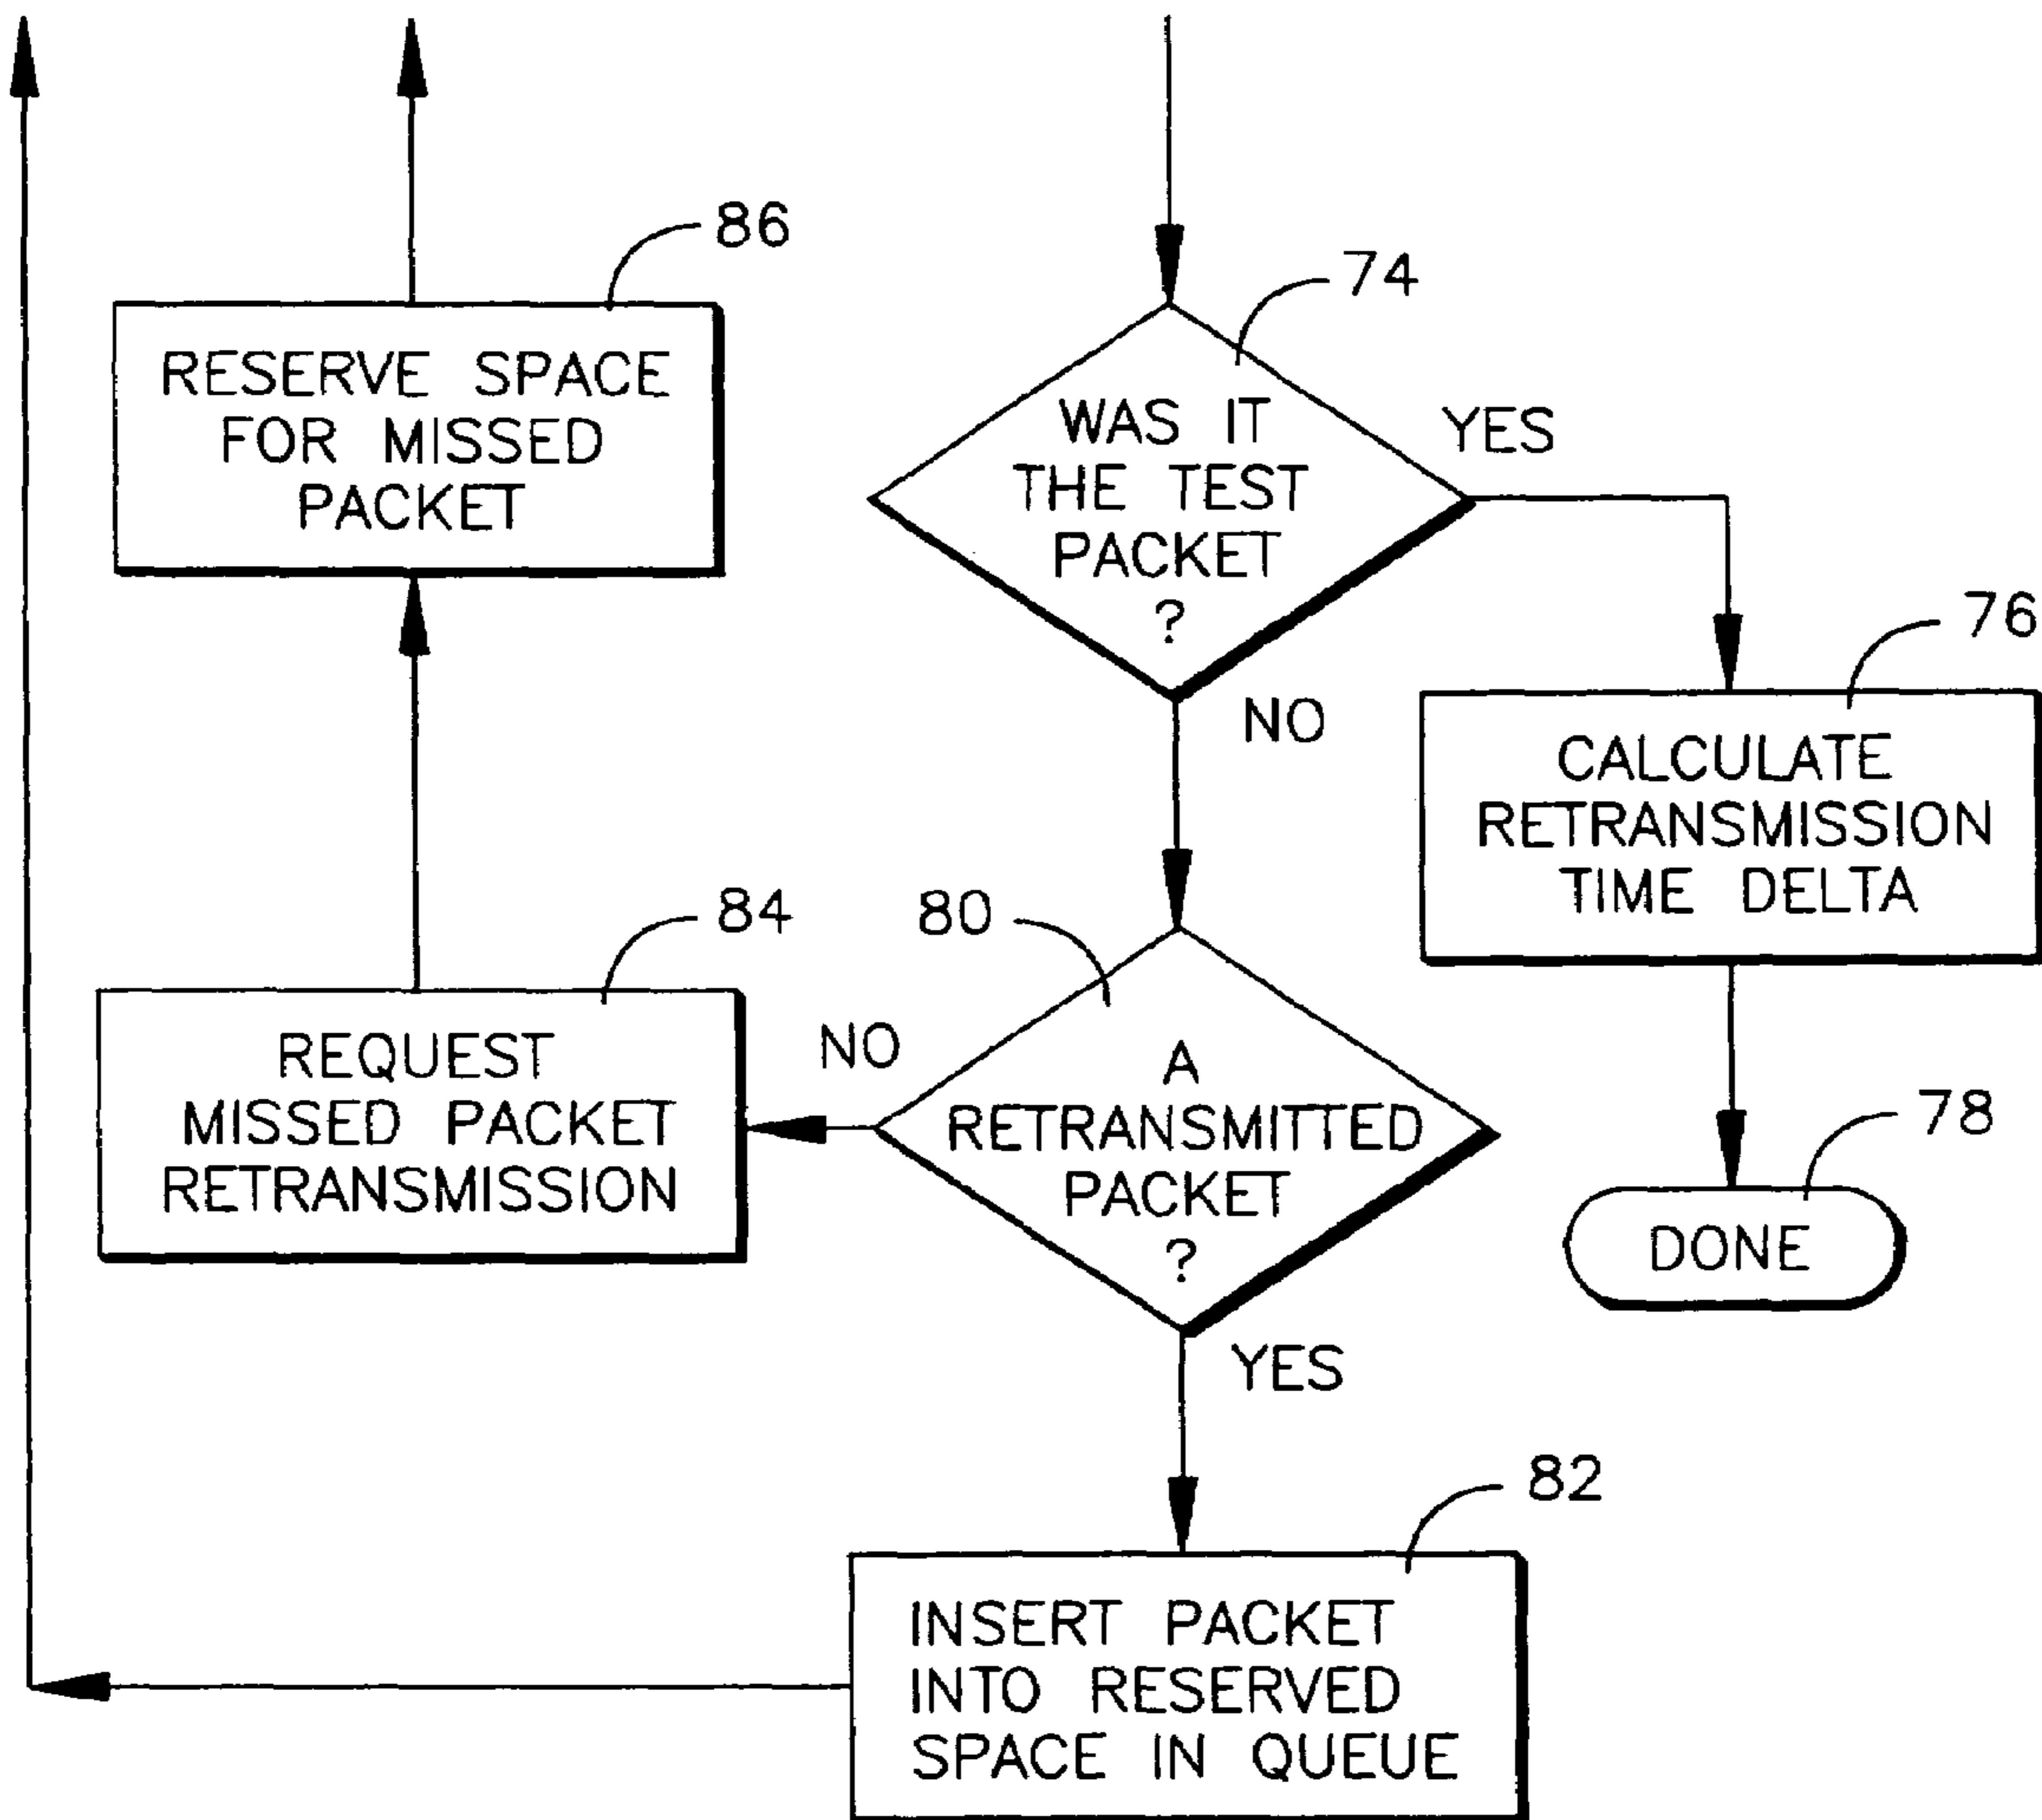 86
RESERVE SPACE
FOR MISSED
PACKET
74
WAS IT
THE TEST
PACKET
?
YES
NO
76
CALCULATE
RETRANSMISSION
TIME DELTA
84
REQUEST
MISSED PACKET
RETRANSMISSION
80
NO
A
RETRANSMITTED
PACKET
?
YES
78
DONE
82
INSERT PACKET
INTO RESERVED
SPACE IN QUEUE